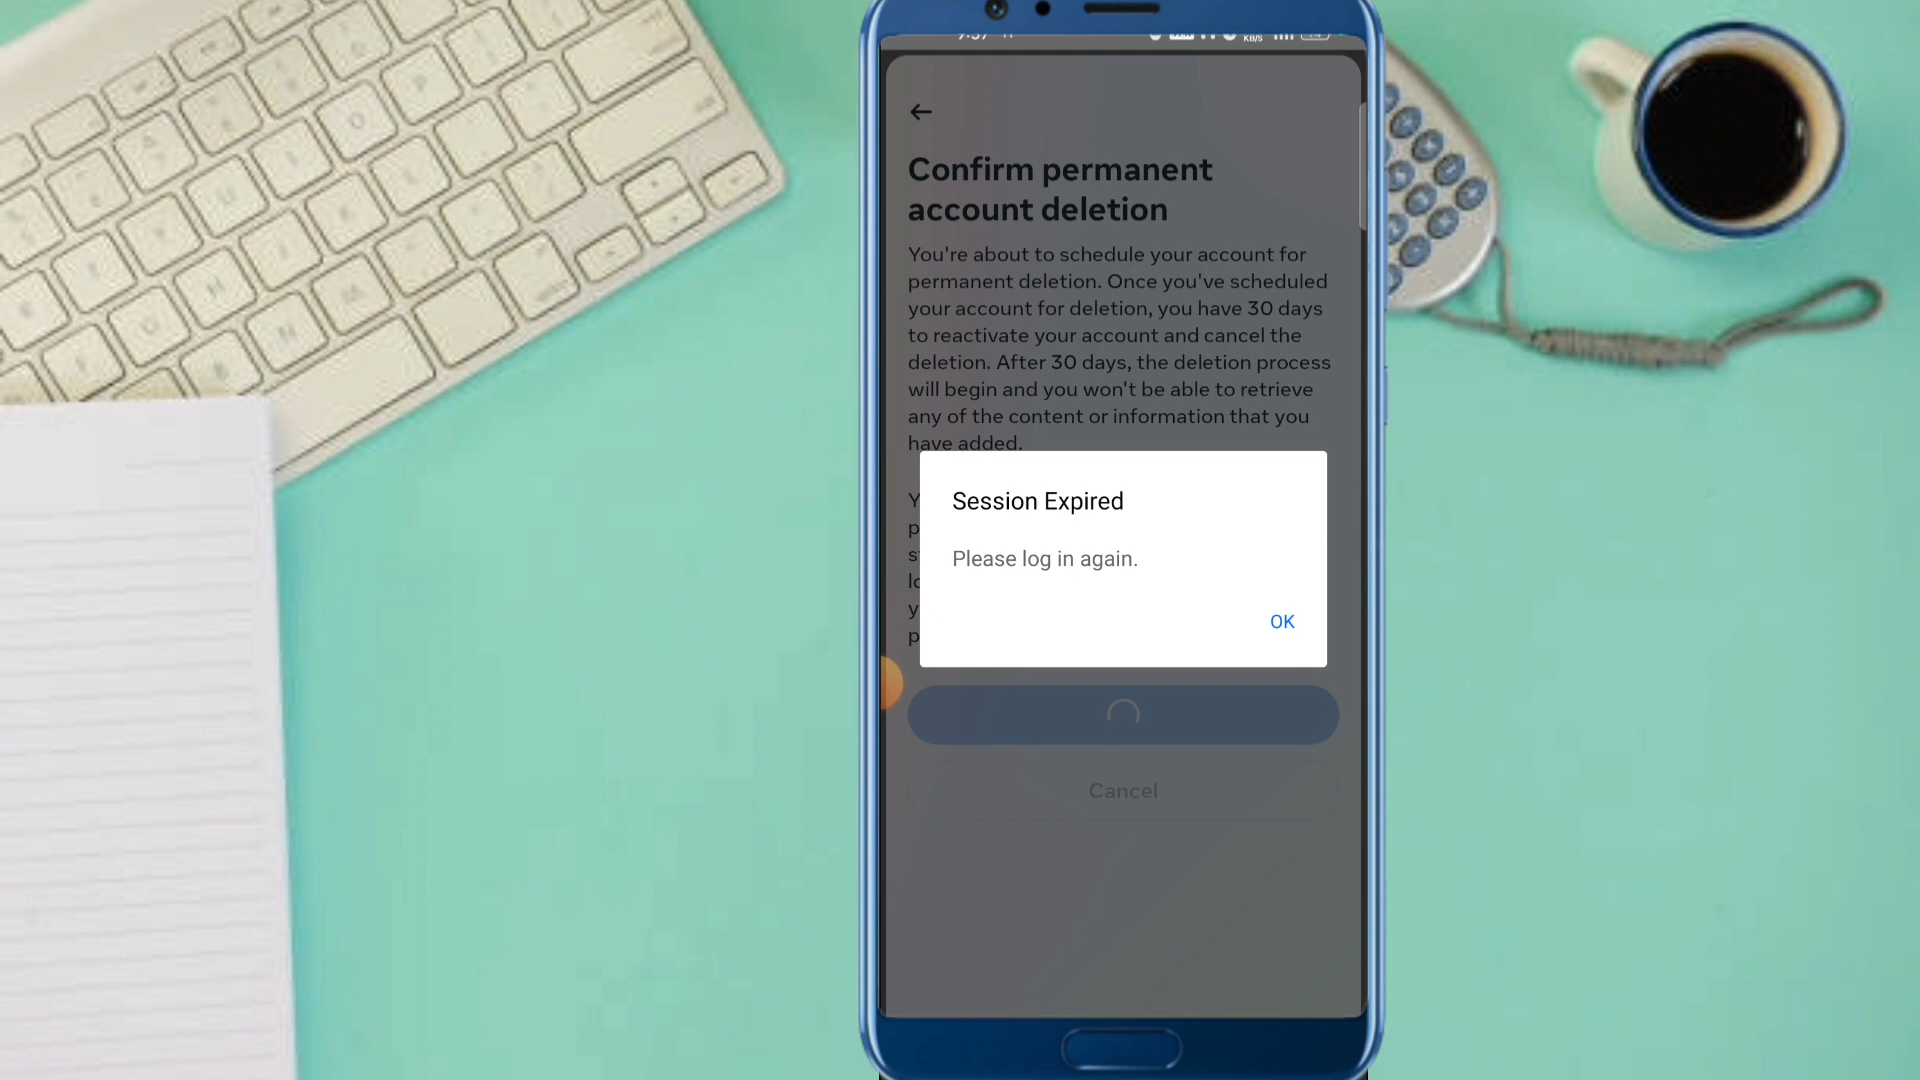 Confirm permanent
account deletion
You're about to schedule your account for
permanent deletion. Once you've scheduled
your account for deletion, you have 30 days
to reactivate your account and cancel the
deletion. After 30 days, the deletion process
will begin and you won't be able to retrieve
any of the content or information that you
have added.
Session Expired
Please log in again.
OK
Cancel